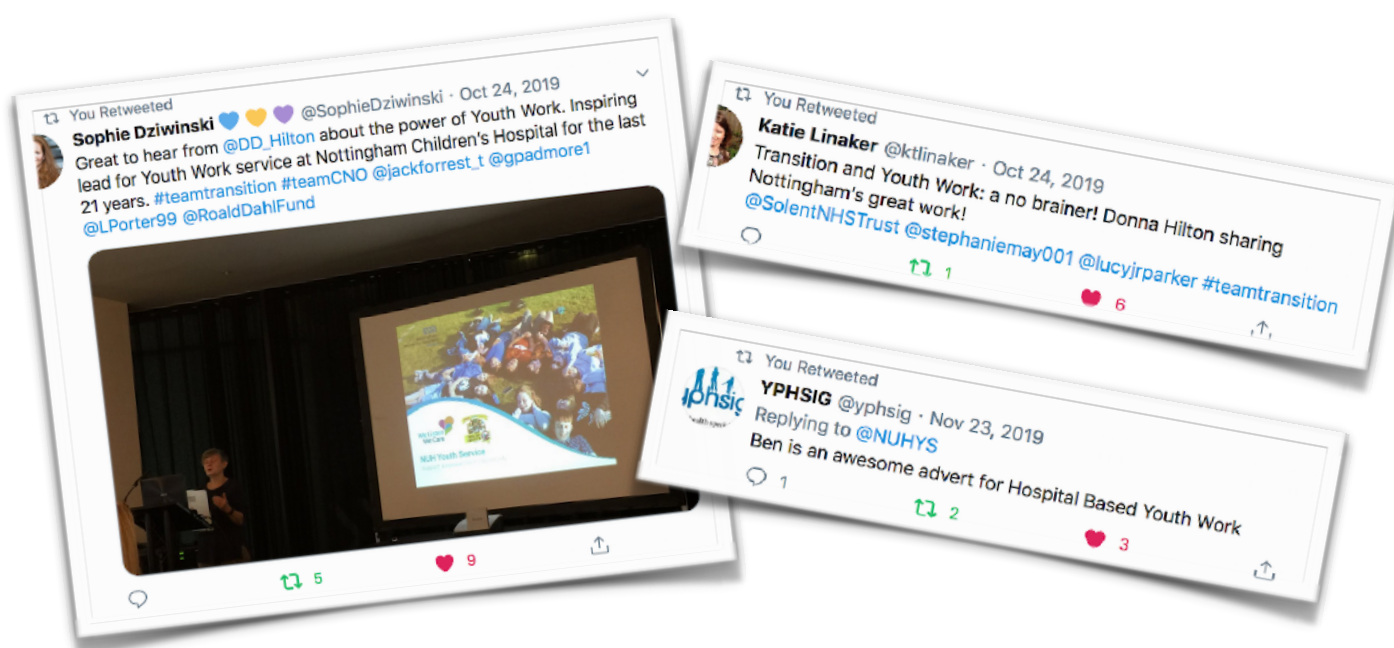 You Retweeted
Sophie Dziwinski 💙 💛 💜 @SophieDziwinski · Oct 24, 2019
Great to hear from @DD_Hilton about the power of Youth Work. Inspiring
lead for Youth Work service at Nottingham Children's Hospital for the last
21 years. #teamtransition #teamCNO @jackforrest_t @gpadmore1
@LPorter99 @RoaldDahlFund
NUH Youth Service
5
9
You Retweeted
Katie Linaker @ktlinaker · Oct 24, 2019
Transition and Youth Work: a no brainer! Donna Hilton sharing
Nottingham's great work!
@SolentNHSTrust @stephaniemay001 @lucyjrparker #teamtransition
1
6
yphsig
You Retweeted
YPHSIG @yphsig · Nov 23, 2019
Replying to @NUHYS
Ben is an awesome advert for Hospital Based Youth Work
1
2
3